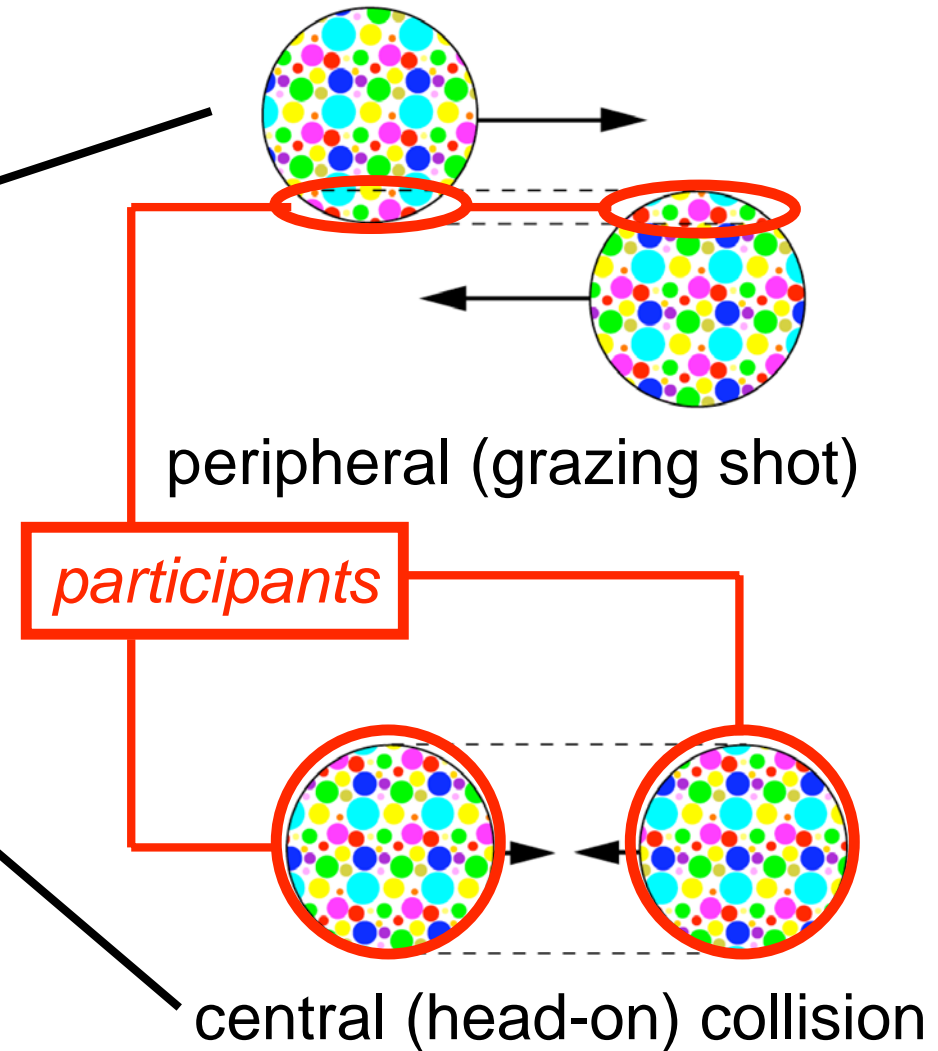 peripheral (grazing shot)
participants
central (head-on) collision